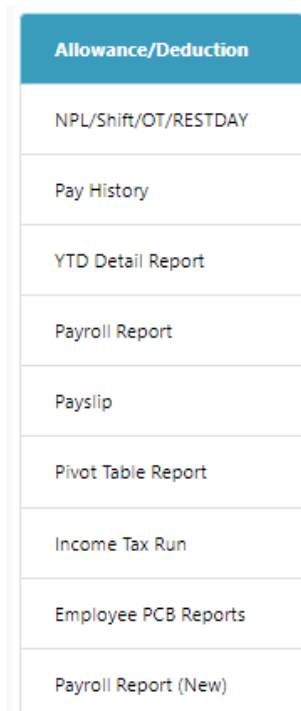 Allowance/Deduction
NPL/Shift/OT/RESTDAY
Pay History
YTD Detail Report
Payroll Report
Payslip
Pivot Table Report
Income Tax Run
Employee PCB Reports
Payroll Report (New)